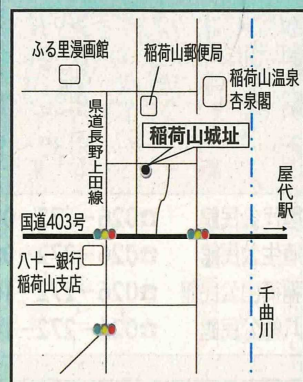 ふる里漫画館
稲荷山郵便局
稲荷山温泉
杏泉閣
県道長野上田線
稲荷山城址
屋代駅
国道403号
八十二銀行
稲荷山支店
千曲川